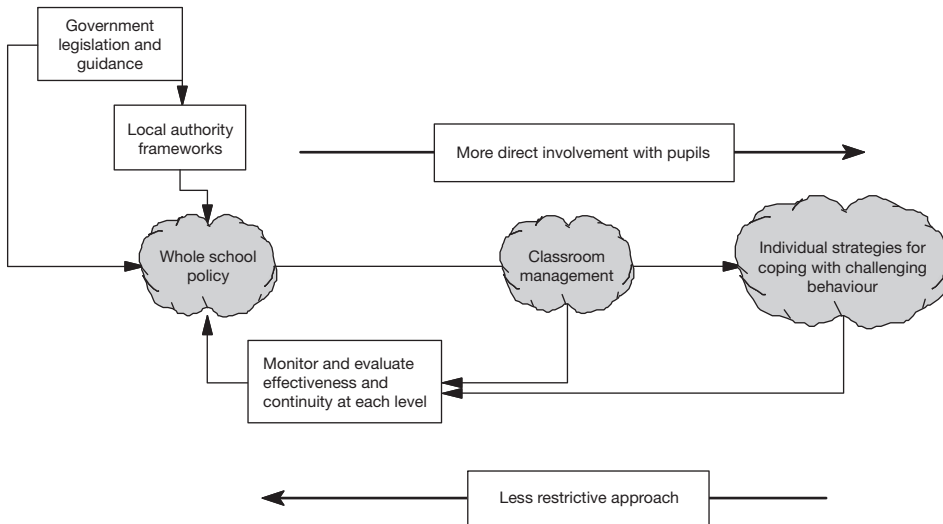 Government
legislation and
guidance
Local authority
frameworks
More direct involvement with pupils
Whole school
policy
Classroom
management
Individual strategies for
coping with challenging
behaviour
Monitor and evaluate
effectiveness and
continuity at each level
Less restrictive approach